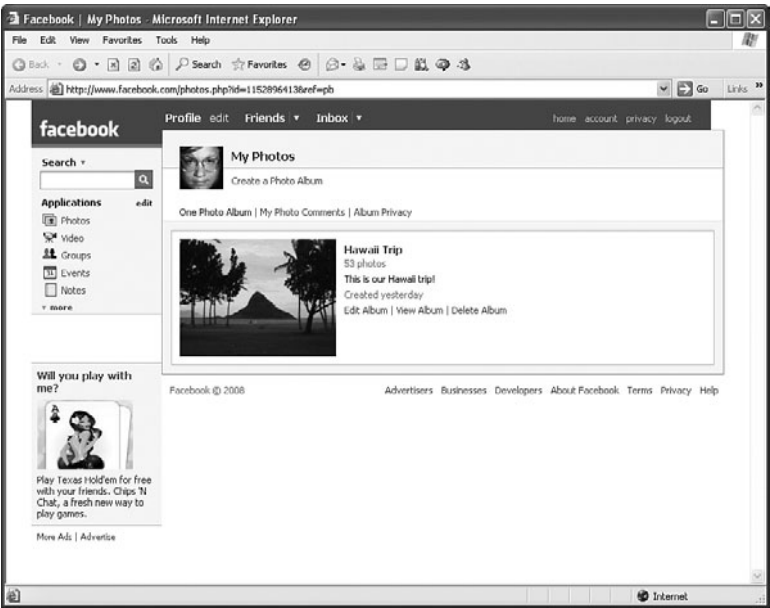 Facebook | My Photos - Microsoft Internet Explorer
File Edit View Favorites Tools Help
Back Search Favorites
Address http://www.facebook.com/photos.php?id=1152896413&ref=pb Go Links »
facebook
Profile edit Friends Inbox home account privacy logout
Search
My Photos
Create a Photo Album
Applications edit
Photos
Video
Groups
31 Events
Notes
more
One Photo Album | My Photo Comments | Album Privacy
Hawaii Trip
53 photos
This is our Hawaii trip!
Created yesterday
Edit Album | View Album | Delete Album
Will you play with
me?
A
Play Texas Hold'em for free
with your friends. Chips 'N
Chat, a fresh new way to
play games.
More Ads | Advertise
Facebook © 2008 Advertisers Businesses Developers About Facebook Terms Privacy Help
Internet